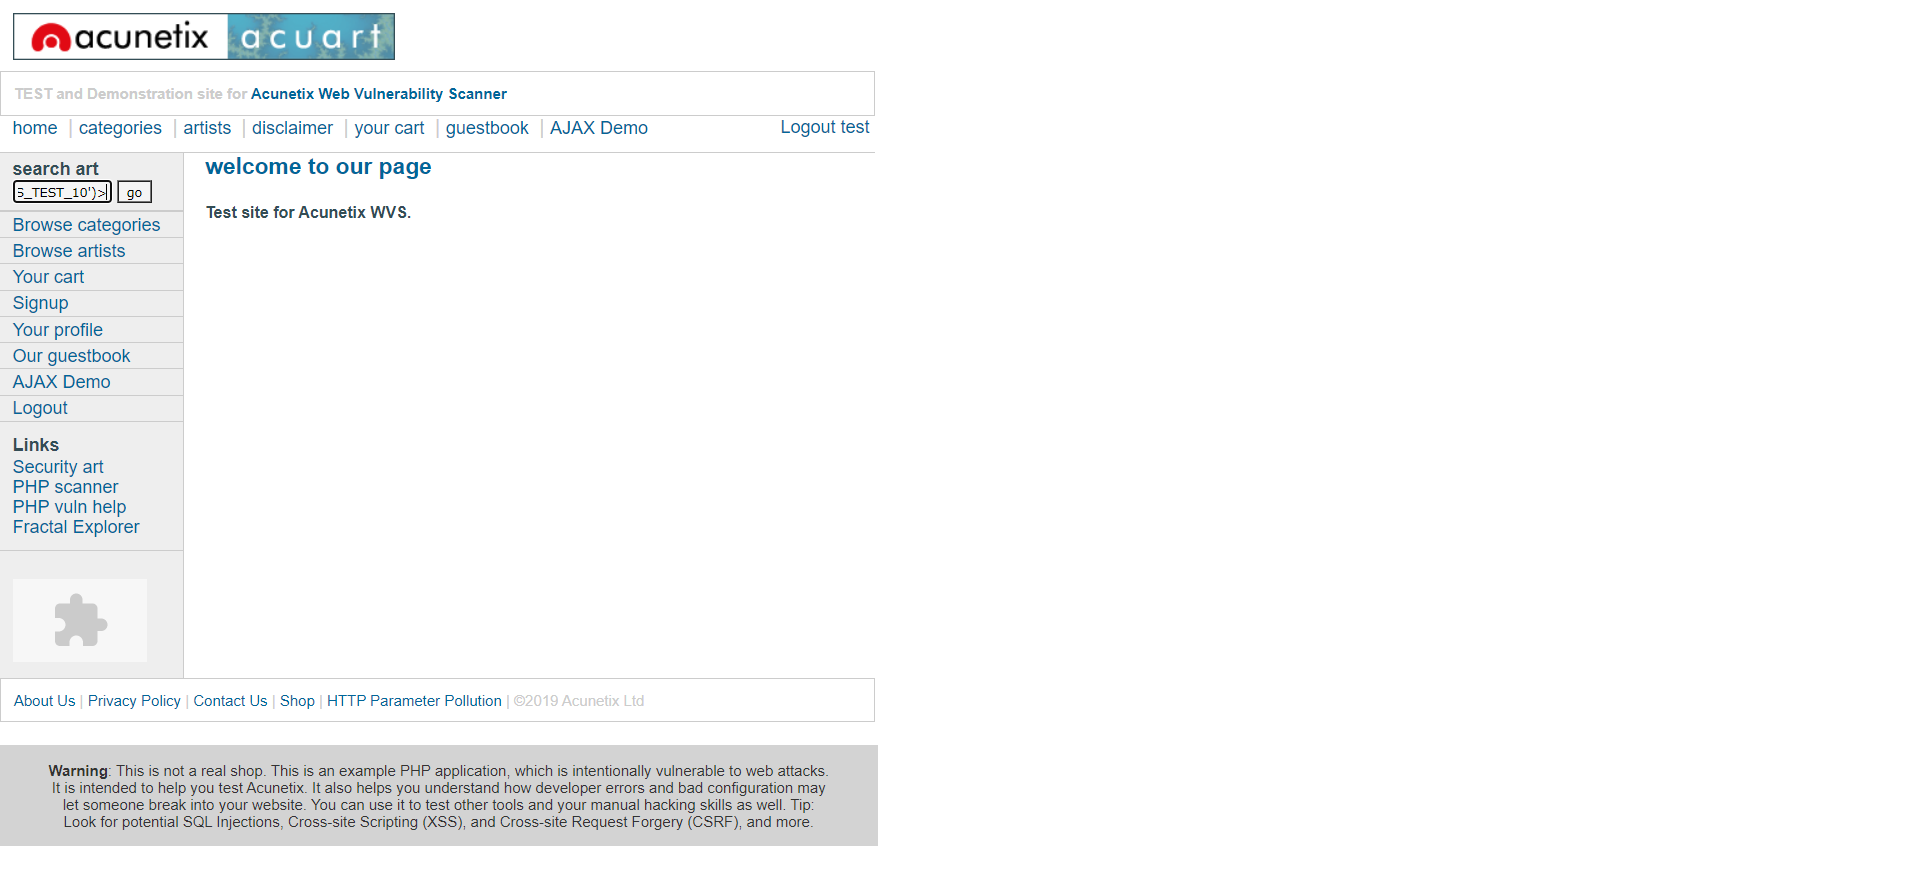 acunetix acuart
TEST and Demonstration site for Acunetix Web Vulnerability Scanner
home | categories | artists | disclaimer | your cart | guestbook | AJAX Demo Logout test
search art
S_TEST_10')> go
Browse categories
Browse artists
Your cart
Signup
Your profile
Our guestbook
AJAX Demo
Logout
Links
Security art
PHP scanner
PHP vuln help
Fractal Explorer
welcome to our page
Test site for Acunetix WVS.
About Us | Privacy Policy | Contact Us | Shop | HTTP Parameter Pollution | ©2019 Acunetix Ltd
Warning: This is not a real shop. This is an example PHP application, which is intentionally vulnerable to web attacks.
It is intended to help you test Acunetix. It also helps you understand how developer errors and bad configuration may
let someone break into your website. You can use it to test other tools and your manual hacking skills as well. Tip:
Look for potential SQL Injections, Cross-site Scripting (XSS), and Cross-site Request Forgery (CSRF), and more.